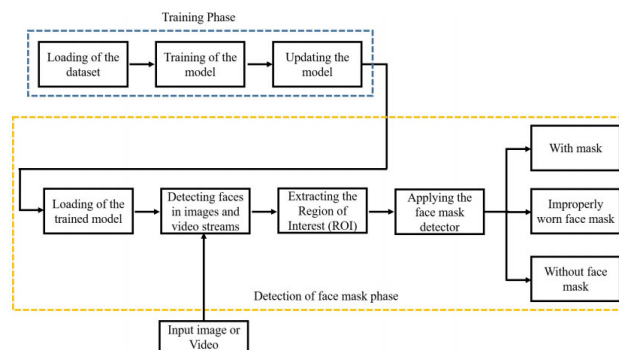 Training Phase
Loading of the
dataset
Training of the
model
Updating the
model
With mask
Loading of the
trained model
Detecting faces
in images and
video streams
Extracting the
Region of
Interest (ROI)
Applying the
face mask
detector
Improperly
worn face mask
Without face
mask
Detection of face mask phase
Input image or
Video